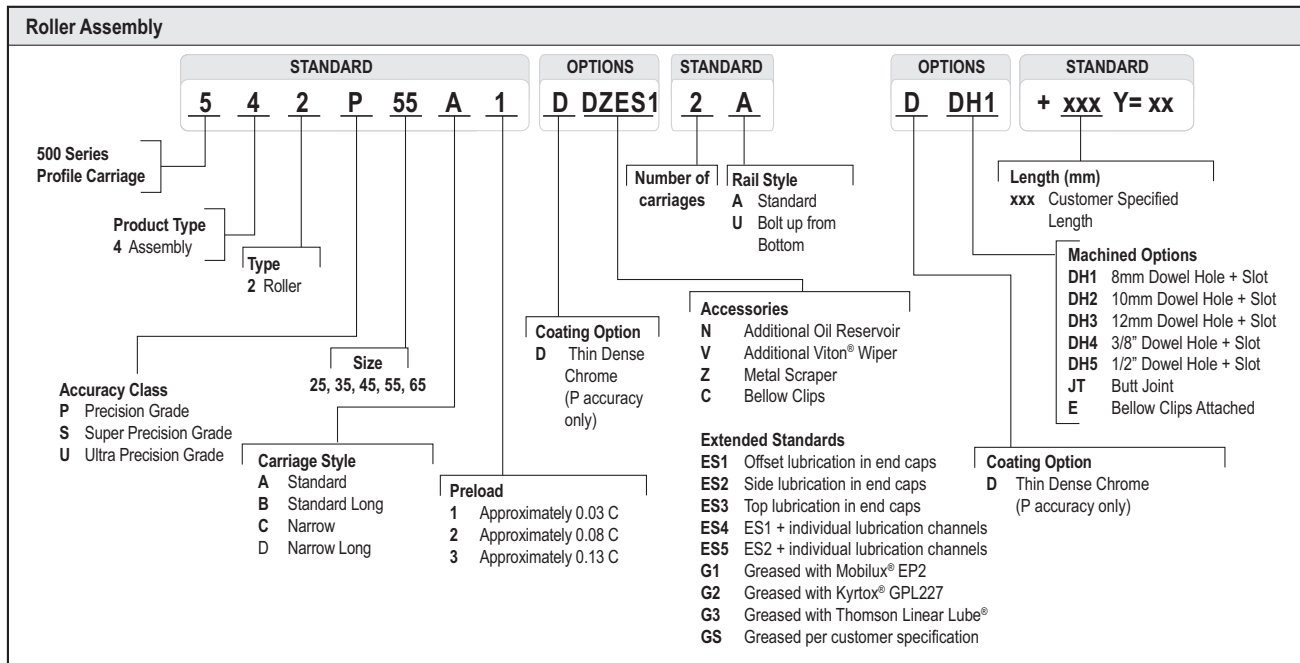 Roller Assembly
STANDARD OPTIONS STANDARD OPTIONS
5 4 2 P 55 A 1 D DZES1 2 A D DH1 + xxx Y= xx
500 Series
Profile Carriage
Product Type
4 Assembly
Type
2 Roller
Accuracy Class
P Precision Grade
S Super Precision Grade
U Ultra Precision Grade
Size
25, 35, 45, 55, 65
Carriage Style
A Standard
B Standard Long
C Narrow
D Narrow Long
Preload
1 Approximately 0.03 C
2 Approximately 0.08 C
3 Approximately 0.13 C
Coating Option
D Thin Dense
Chrome
(P accuracy
only)
Number of
carriages
Rail Style
A Standard
U Bolt up from
Bottom
Accessories
N Additional Oil Reservoir
V Additional Viton® Wiper
Z Metal Scraper
C Bellow Clips
Extended Standards
ES1 Offset lubrication in end caps
ES2 Side lubrication in end caps
ES3 Top lubrication in end caps
ES4 ES1 + individual lubrication channels
ES5 ES2 + individual lubrication channels
G1 Greased with Mobilux® EP2
G2 Greased with Kyrtox® GPL227
G3 Greased with Thomson Linear Lube®
GS Greased per customer specification
STANDARD
Length (mm)
xxx Customer Specified
Length
Machined Options
DH1 8mm Dowel Hole + Slot
DH2 10mm Dowel Hole + Slot
DH3 12mm Dowel Hole + Slot
DH4 3/8” Dowel Hole + Slot
DH5 1/2” Dowel Hole + Slot
JT Butt Joint
E Bellow Clips Attached
Coating Option
D Thin Dense Chrome
(P accuracy only)